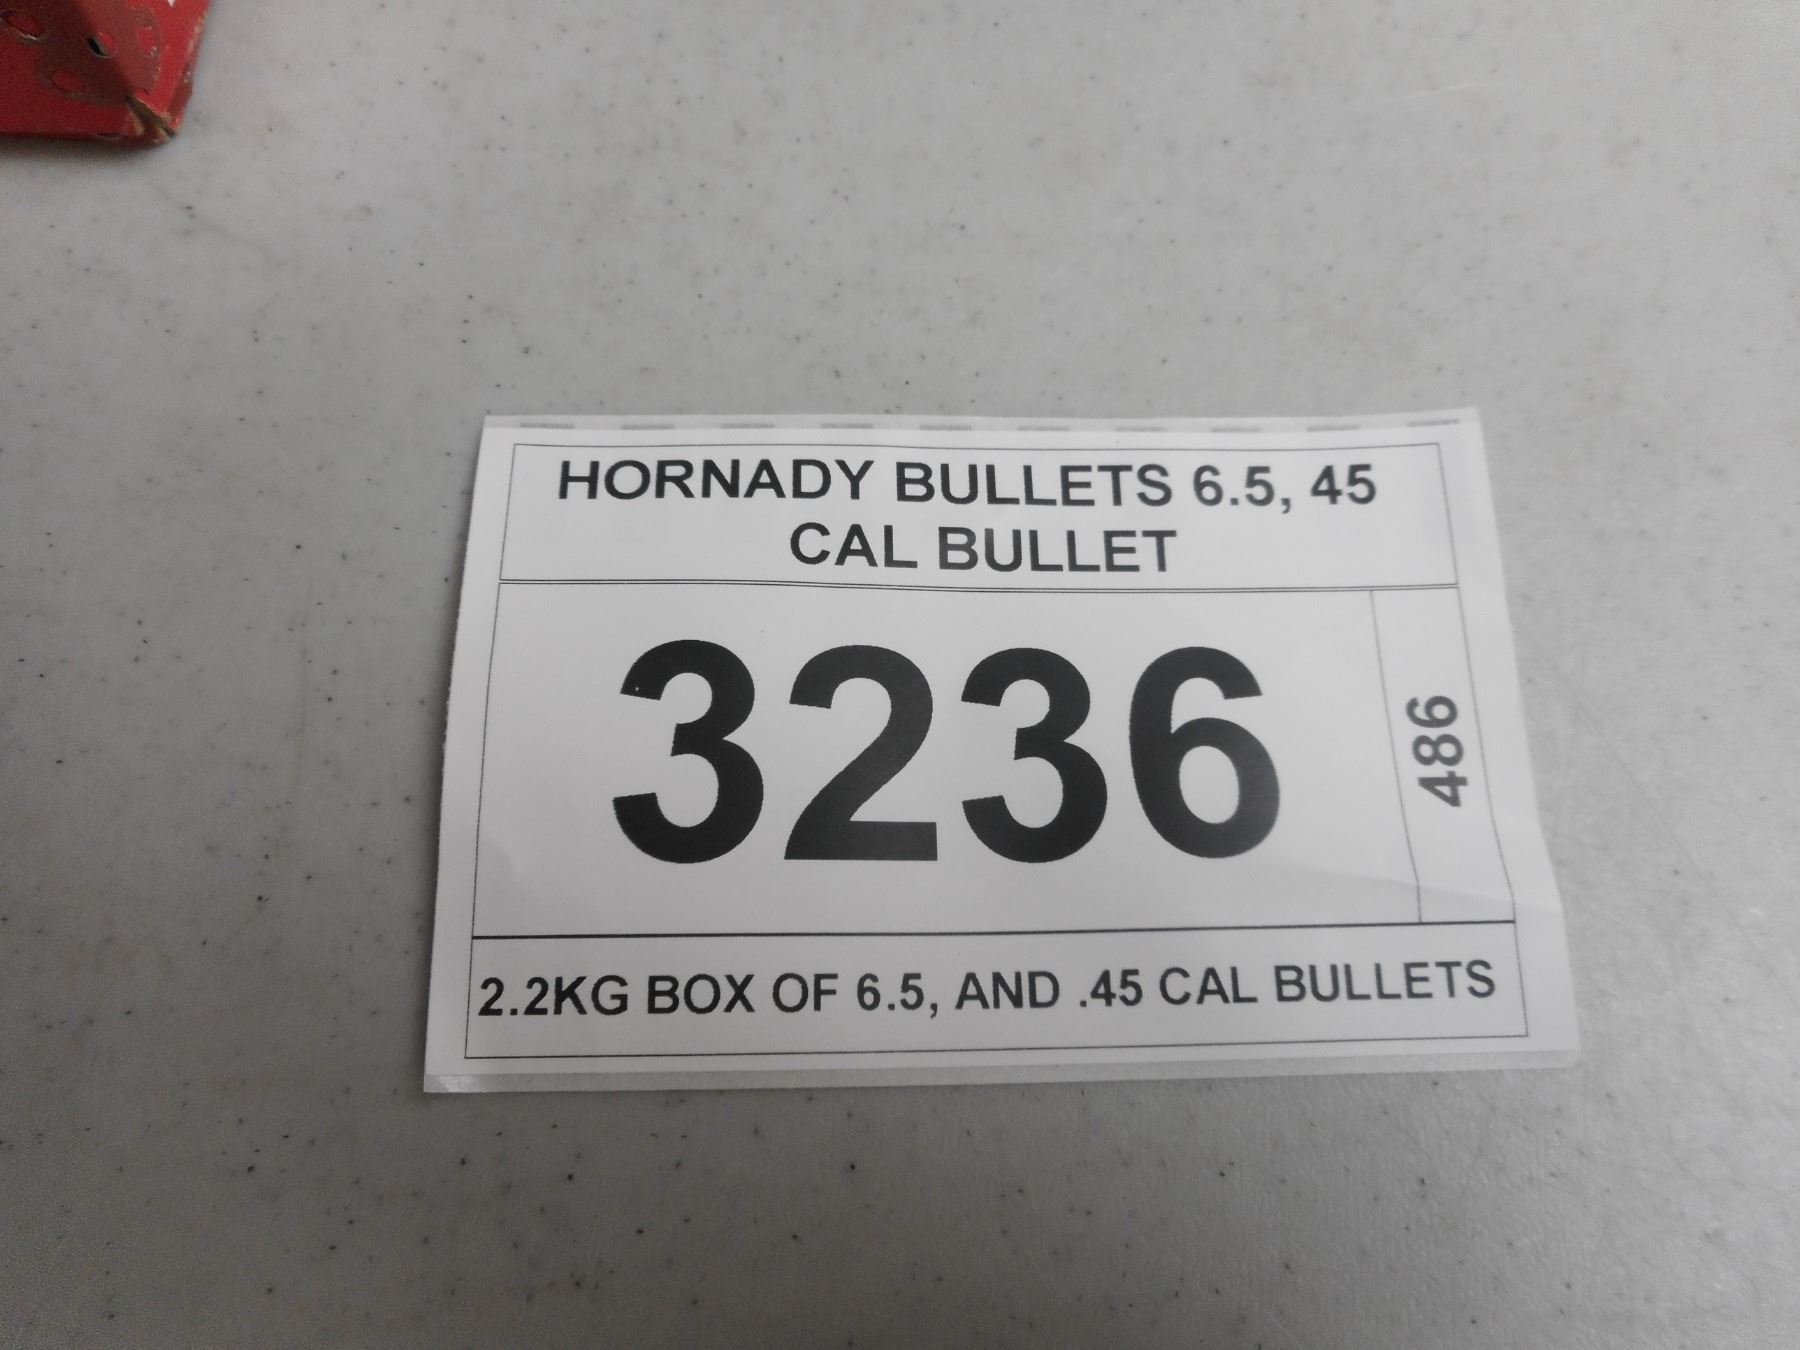 HORNADY BULLETS 6.5, 45
CAL BULLET
3236
486
2.2KG BOX OF 6.5, AND .45 CAL BULLETS